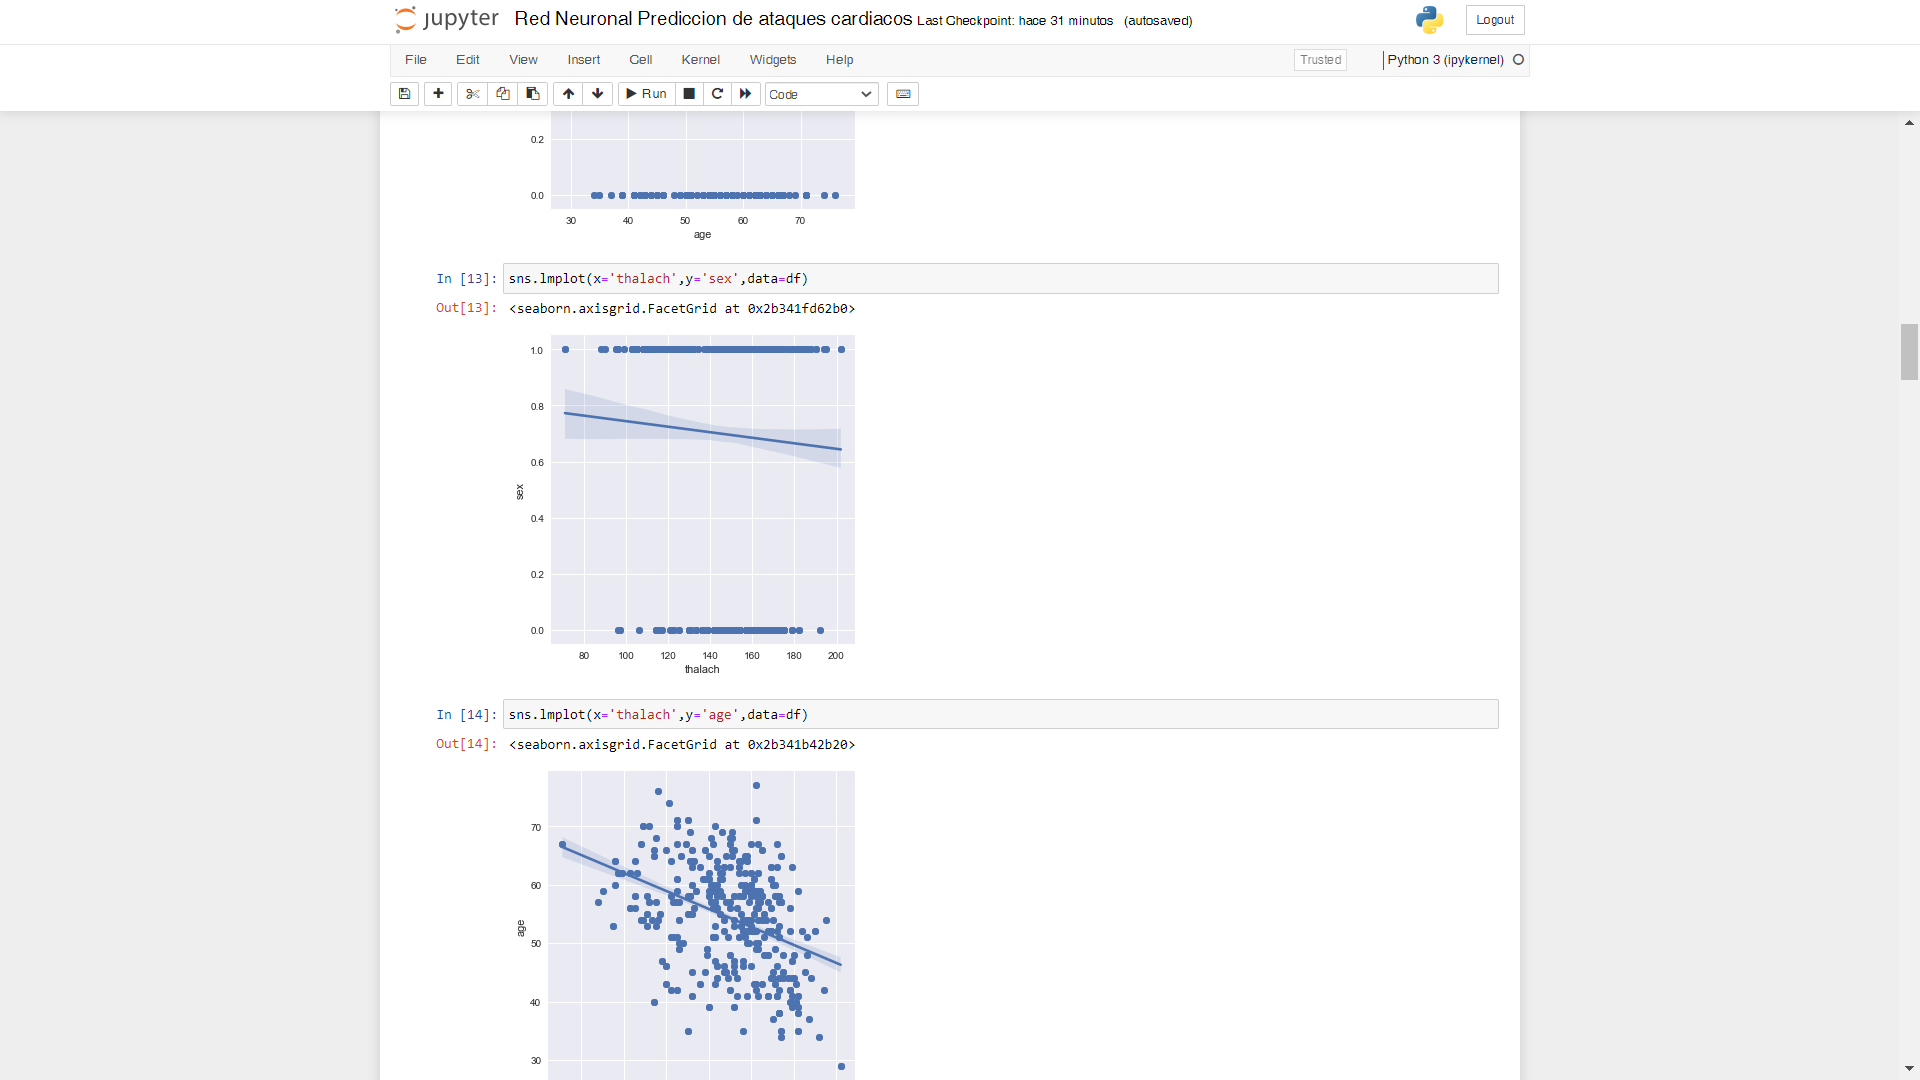 jupyter Red Neuronal Prediccion de ataques cardiacos Last Checkpoint: hace 31 minutos (autosaved)
Logout
File Edit View Insert Cell Kernel Widgets Help
Trusted
Python 3 (ipykernel)
Run
Code
0.2
0.0
30 40 50 60 70
age
In [13]: sns.lmplot(x='thalach',y='sex',data=df)
Out[13]: <seaborn.axisgrid.FacetGrid at 0x2b341fd62b0>
1.0
0.8
0.6
sex
0.4
0.2
0.0
80 100 120 140 160 180 200
thalach
In [14]: sns.lmplot(x='thalach',y='age',data=df)
Out[14]: <seaborn.axisgrid.FacetGrid at 0x2b341b42b20>
70
60
age
50
40
30